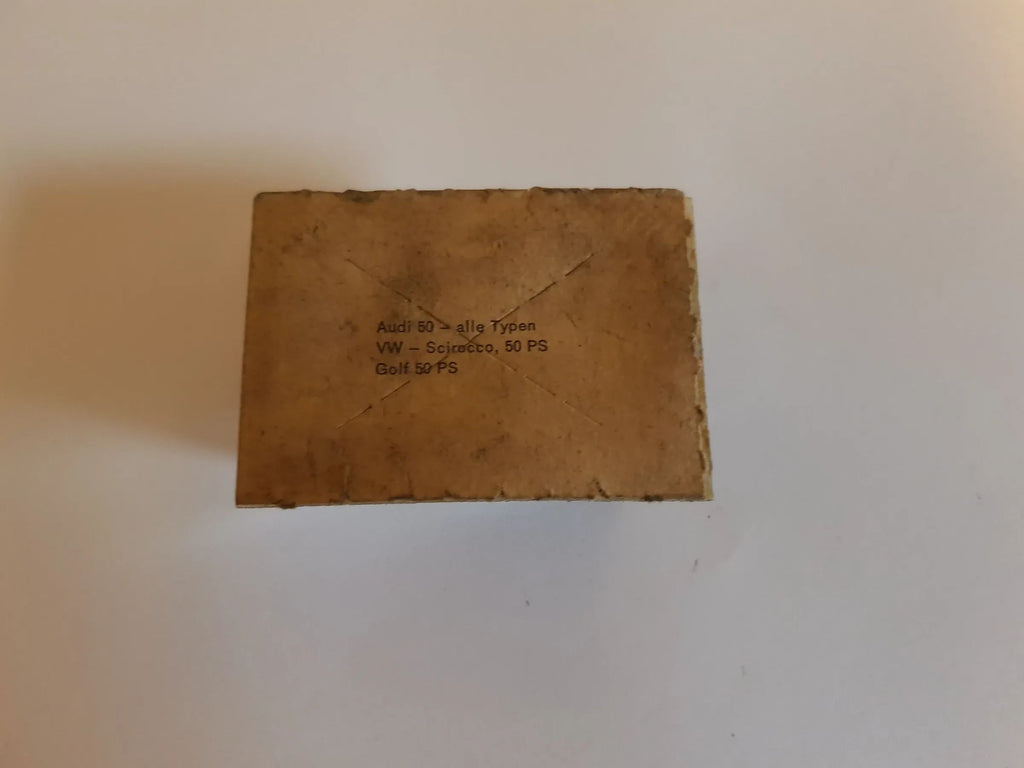 Audi 50 – alle Typen
VW – Scirocco, 50 PS
Golf 50 PS